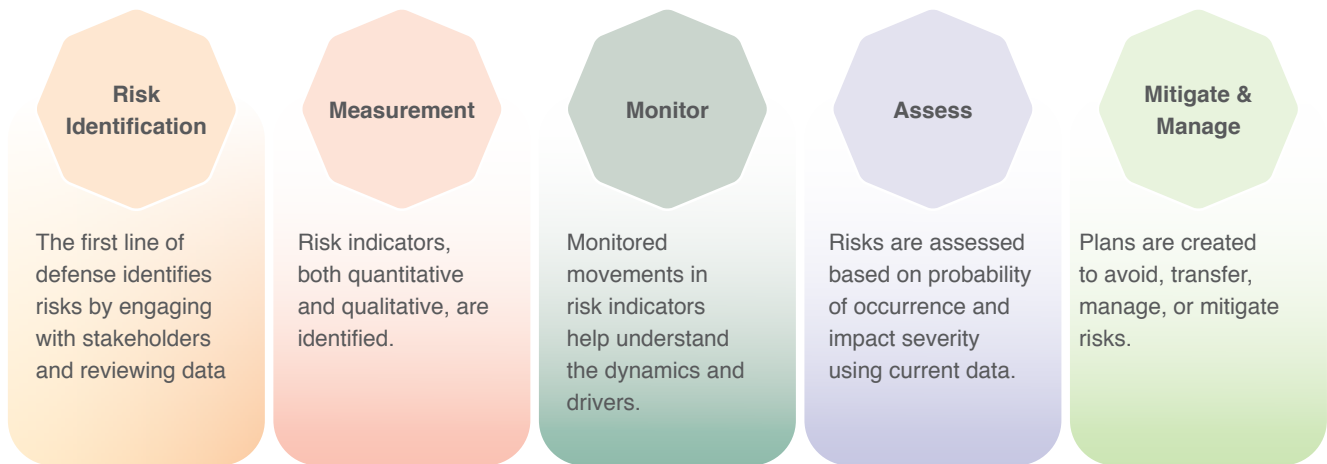 Risk
Identification
The first line of
defense identifies
risks by engaging
with stakeholders
and reviewing data
Measurement
Risk indicators,
both quantitative
and qualitative, are
identified.
Monitor
Monitored
movements in
risk indicators
help understand
the dynamics and
drivers.
Assess
Risks are assessed
based on probability
of occurrence and
impact severity
using current data.
Mitigate &
Manage
Plans are created
to avoid, transfer,
manage, or mitigate
risks.